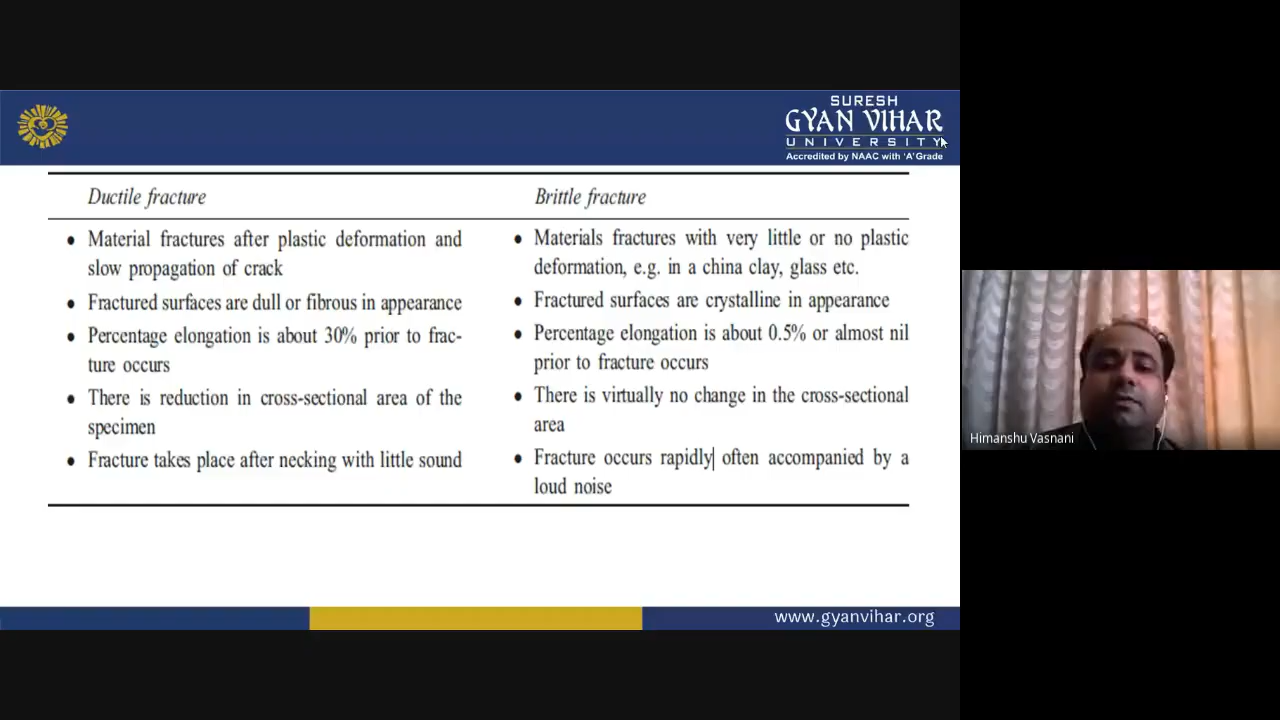 SURESH
GYAN VIHAR
UNIVERSITY
Accredited by NAAC with 'A' Grade
Ductile fracture
Material fractures after plastic deformation and
slow propagation of crack
Fractured surfaces are dull or fibrous in appearance
Percentage elongation is about 30% prior to frac-
ture occurs
There is reduction in cross-sectional area of the
specimen
Fracture takes place after necking with little sound
Brittle fracture
Materials fractures with very little or no plastic
deformation, e.g. in a china clay, glass etc.
Fractured surfaces are crystalline in appearance
Percentage elongation is about 0.5% or almost nil
prior to fracture occurs
There is virtually no change in the cross-sectional
area
Fracture occurs rapidly often accompanied by a
loud noise
www.gyanvihar.org
Himanshu Vasnani